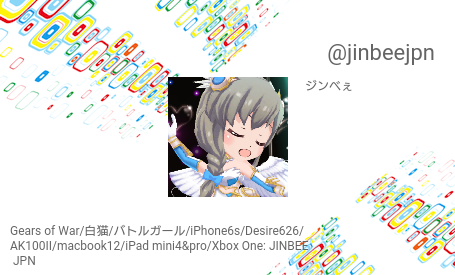 @jinbeejpn
ジンベぇ
Gears of War/白猫/バトルガール/iPhone6s/Desire626/
AK100II/macbook12/iPad mini4&pro/Xbox One: JINBEE
JPN